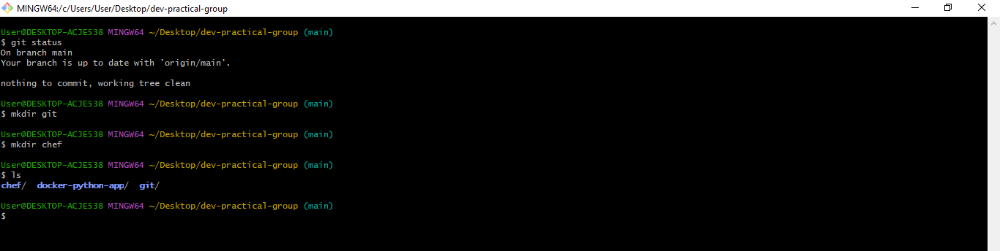 MINGW64:/c/Users/User/Desktop/dev-practical-group
User@DESKTOP-ACJE538 MINGW64 ~/Desktop/dev-practical-group (main)
$ git status
On branch main
Your branch is up to date with 'origin/main'.
nothing to commit, working tree clean
User@DESKTOP-ACJE538 MINGW64 ~/Desktop/dev-practical-group (main)
$ mkdir git
User@DESKTOP-ACJE538 MINGW64 ~/Desktop/dev-practical-group (main)
$ mkdir chef
User@DESKTOP-ACJE538 MINGW64 ~/Desktop/dev-practical-group (main)
$ ls
chef/  docker-python-app/  git/
User@DESKTOP-ACJE538 MINGW64 ~/Desktop/dev-practical-group (main)
$